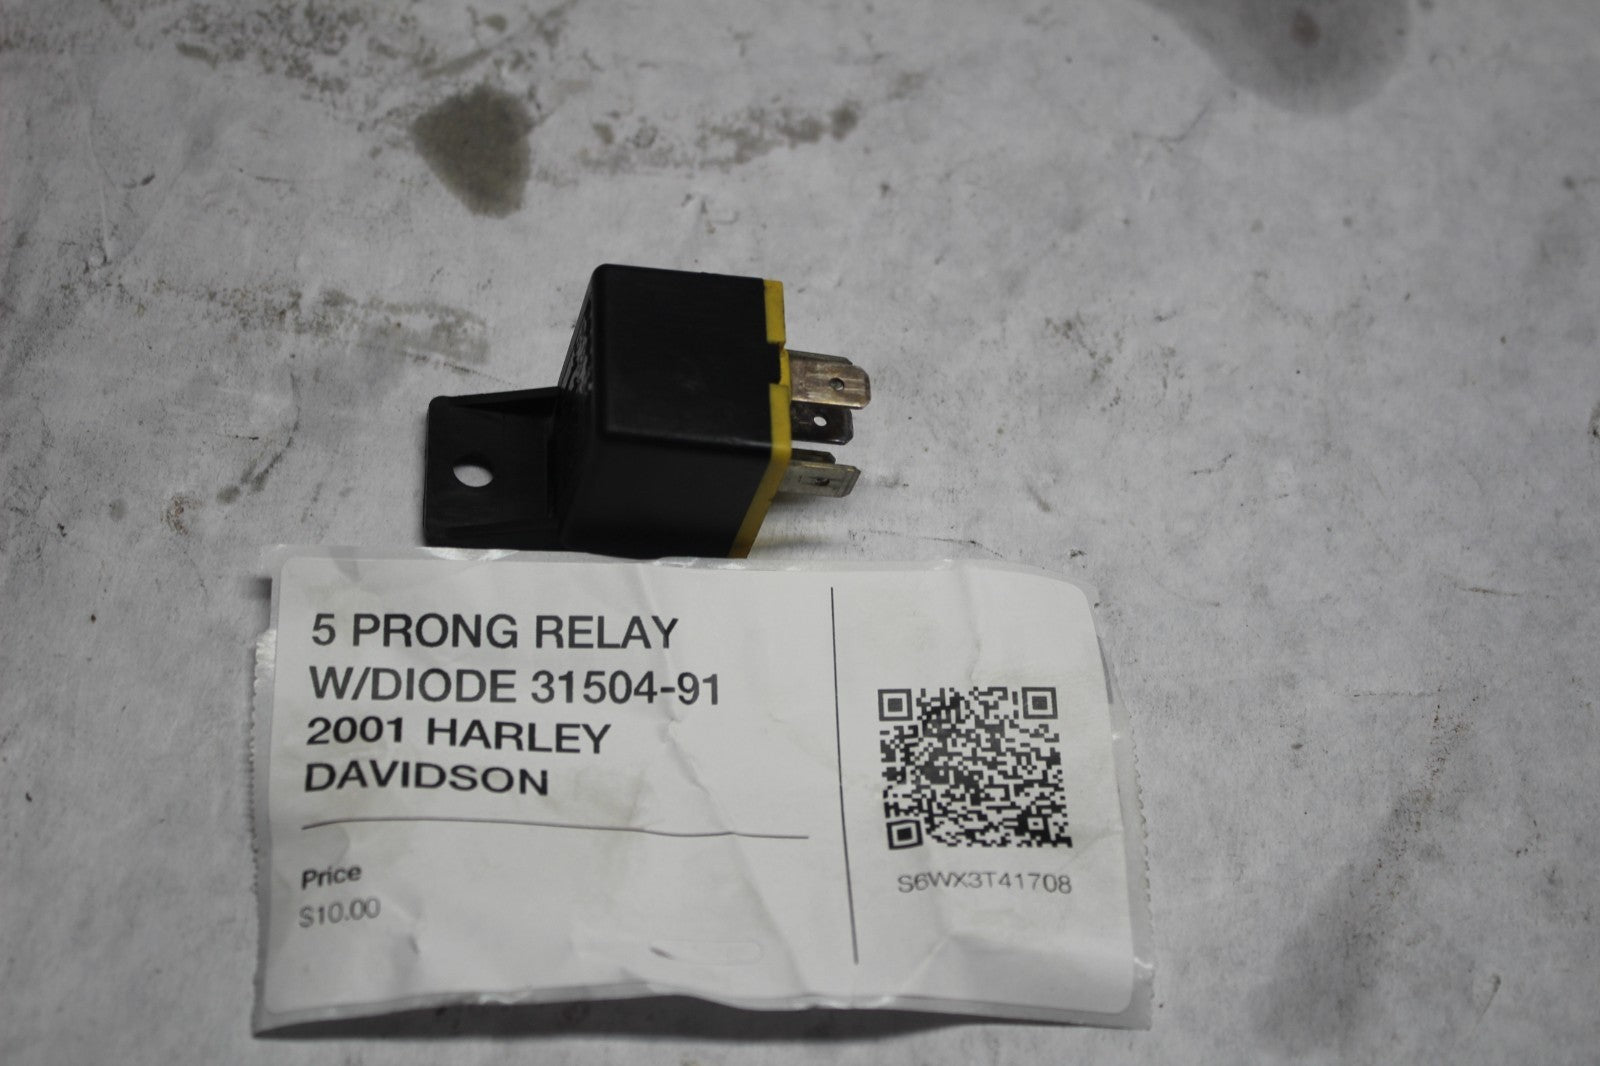 5 PRONG RELAY
W/DIODE 31504-91
2001 HARLEY
DAVIDSON
Price
$10.00
S6WX3T41708